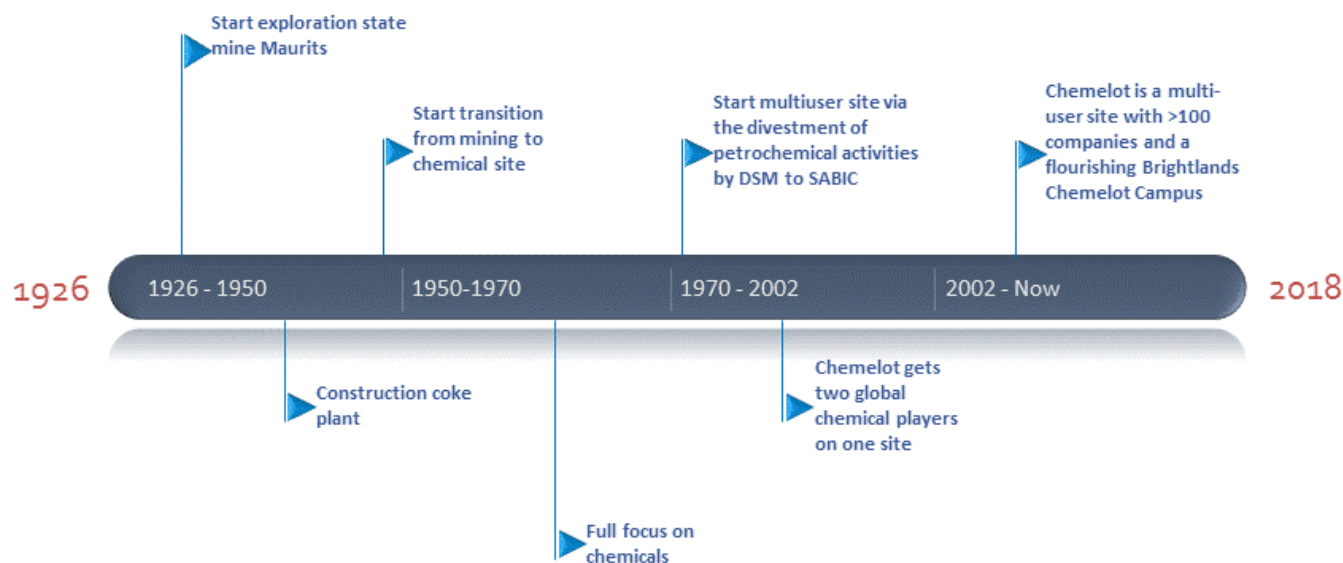 Start exploration state
mine Maurits
Start transition
from mining to
chemical site
Start multiuser site via
the divestment of
petrochemical activities
by DSM to SABIC
Chemelot is a multi-
user site with >100
companies and a
flourishing Brightlands
Chemelot Campus
1926
1926 - 1950
1950-1970
1970 - 2002
2002 - Now
2018
Construction coke
plant
Full focus on
chemicals
Chemelot gets
two global
chemical players
on one site